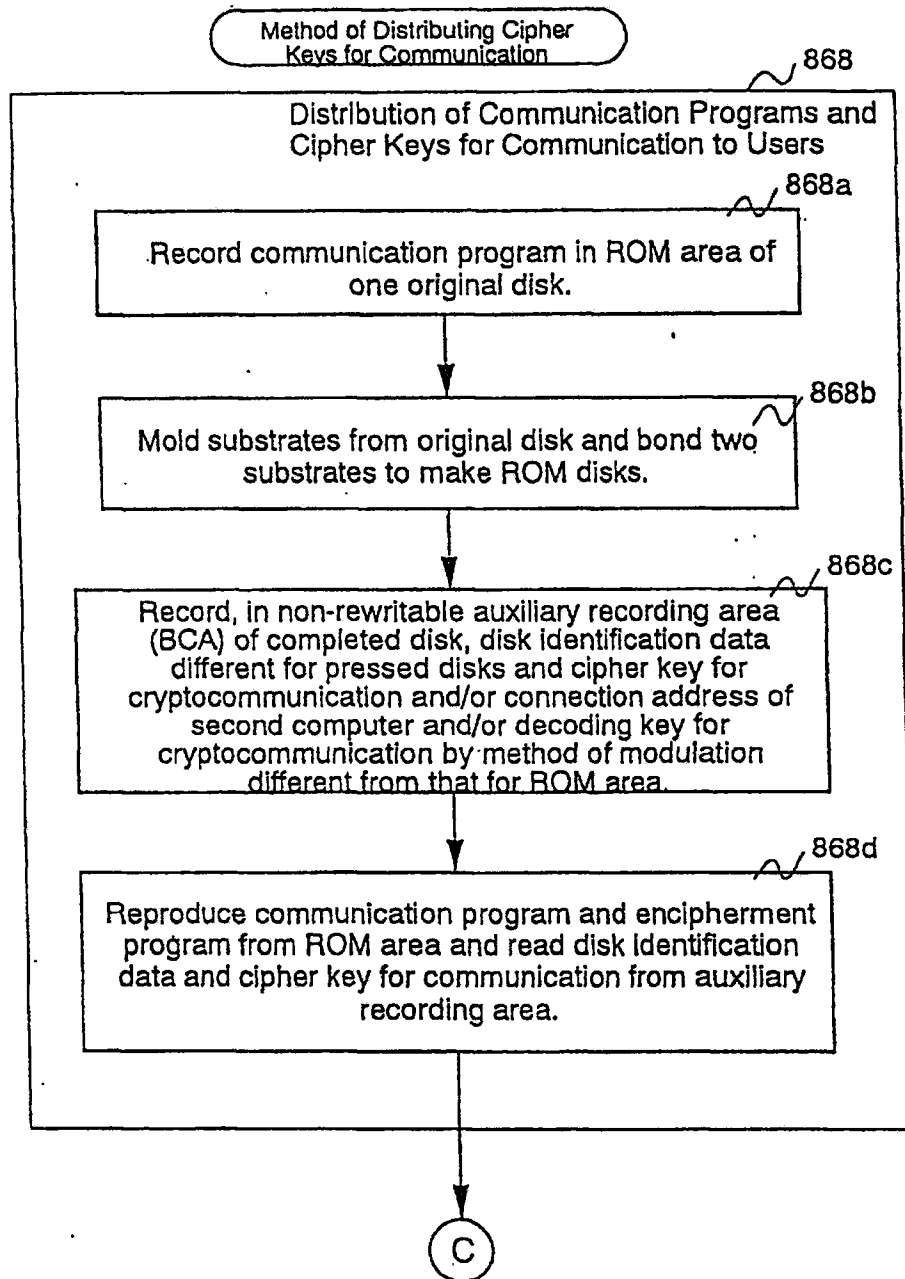 Method of Distributing Cipher
Keys for Communication
868
Distribution of Communication Programs and
Cipher Keys for Communication to Users
868a
Record communication program in ROM area of
one original disk.
868b
Mold substrates from original disk and bond two
substrates to make ROM disks.
868c
Record, in non-rewritable auxiliary recording area
(BCA) of completed disk, disk identification data
different for pressed disks and cipher key for
cryptocommunication and/or connection address of
second computer and/or decoding key for
cryptocommunication by method of modulation
different from that for ROM area.
868d
Reproduce communication program and encipherment
program from ROM area and read disk identification
data and cipher key for communication from auxiliary
recording area.
C